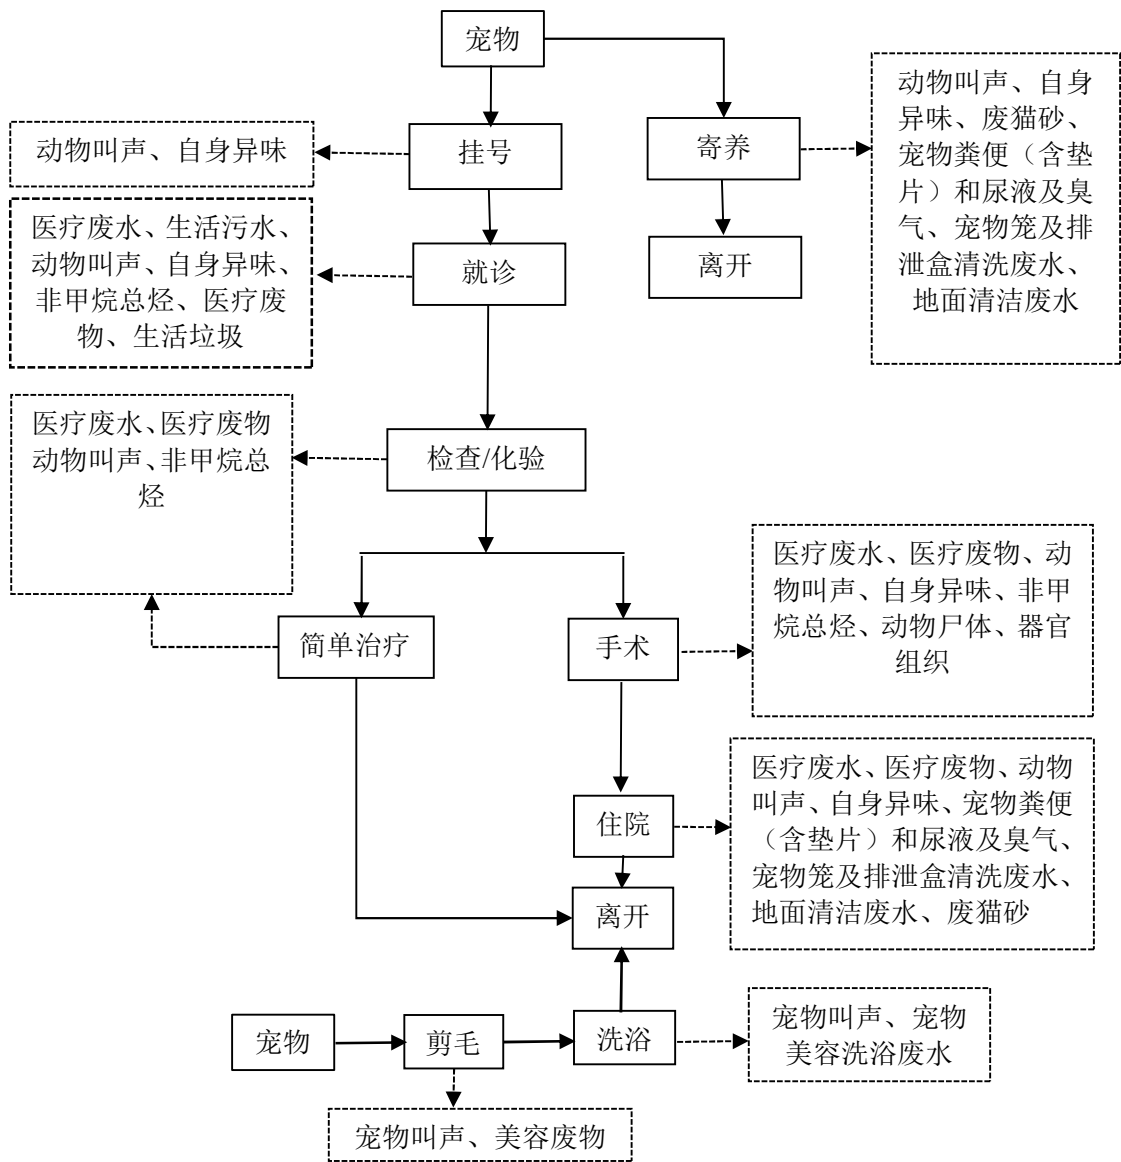 宠物
动物叫声、自身
异味、废猫砂、
宠物粪便（含垫
片）和尿液及臭
气、宠物笼及排
泄盒清洗废水、
地面清洁废水
挂号
寄养
动物叫声、自身异味
医疗废水、生活污水、
动物叫声、自身异味、
非甲烷总烃、医疗废
物、生活垃圾
就诊
离开
医疗废水、医疗废物
动物叫声、非甲烷总
烃
检查/化验
医疗废水、医疗废物、动
物叫声、自身异味、非甲
烷总烃、动物尸体、器官
组织
简单治疗
手术
医疗废水、医疗废物、动物
叫声、自身异味、宠物粪便
（含垫片）和尿液及臭气、
宠物笼及排泄盒清洗废水、
地面清洁废水、废猫砂
住院
离开
宠物
剪毛
洗浴
宠物叫声、宠物
美容洗浴废水
宠物叫声、美容废物